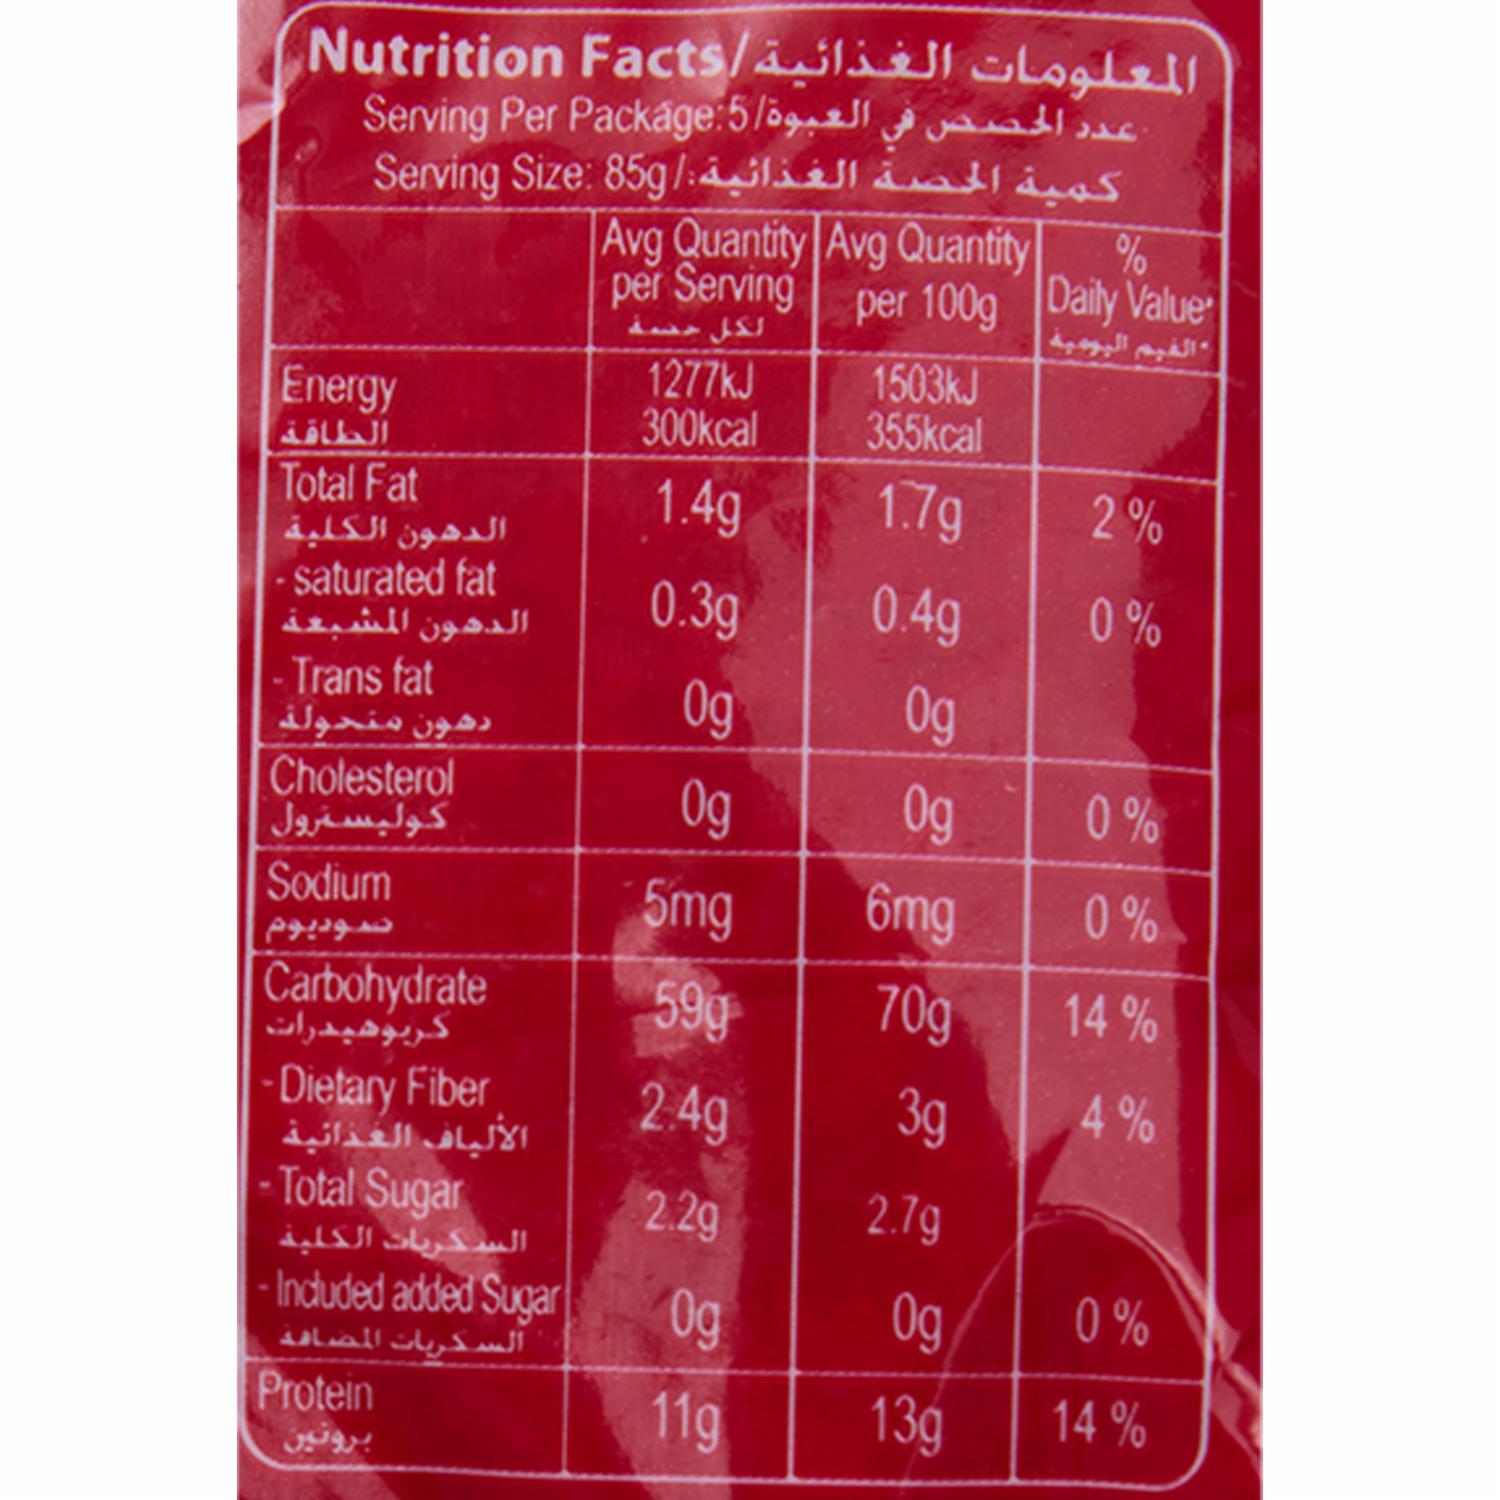 Nutrition Facts/المعلومات الغذائية
Serving Per Package:5/عدد الحصص في العبوة
Serving Size: 85g/:كمية الحصة الغذائية
Avg Quantity per Serving لكل حصة
Avg Quantity per 100g
% Daily Value* القيم اليومية*
Energy 1277kJ 1503kJ
الطاقة 300kcal 355kcal
Total Fat 1.4g 1.7g 2 %
الدهون الكلية
- saturated fat 0.3g 0.4g 0 %
الدهون المشبعة
- Trans fat 0g 0g
دهون متحولة
Cholesterol 0g 0g 0 %
كوليسترول
Sodium 5mg 6mg 0 %
صوديوم
Carbohydrate 59g 70g 14 %
كربوهيدرات
- Dietary Fiber 2.4g 3g 4 %
الألياف الغذائية
- Total Sugar 2.2g 2.7g
السكريات الكلية
- Included added Sugar 0g 0g 0 %
السكريات المضافة
Protein 11g 13g 14 %
بروتين